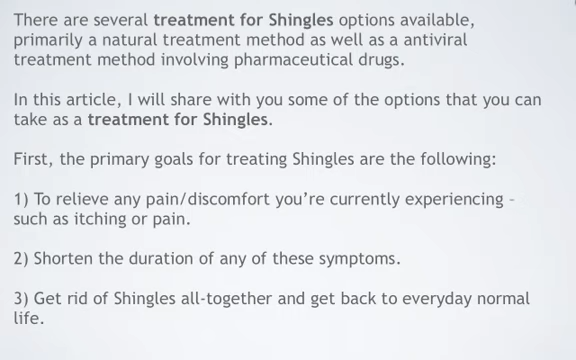 There are several treatment for Shingles options available,
primarily a natural treatment method as well as a antiviral
treatment method involving pharmaceutical drugs.
In this article, I will share with you some of the options that you can
take as a treatment for Shingles.
First, the primary goals for treating Shingles are the following:
1) To relieve any pain/discomfort you're currently experiencing –
such as itching or pain.
2) Shorten the duration of any of these symptoms.
3) Get rid of Shingles all-together and get back to everyday normal
life.